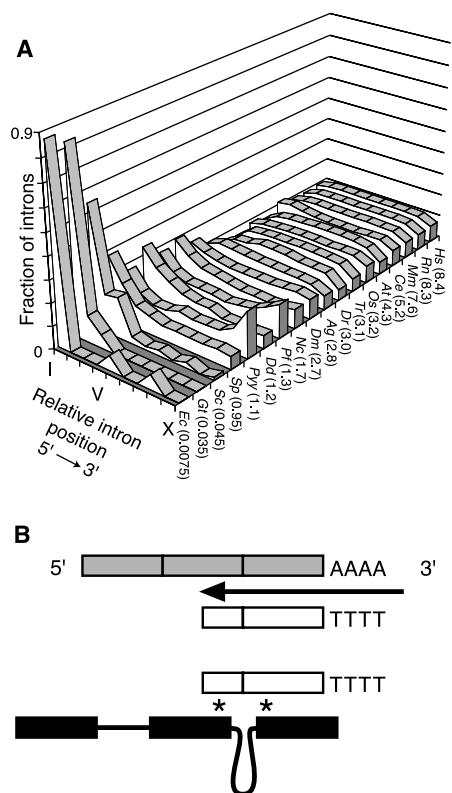 A
0.9
Fraction of introns
0
I
V
X
Relative intron position
5' → 3'
Ec (0.0075)
Gt (0.035)
Sc (0.045)
Sp (0.95)
Pyy (1.1)
Dd (1.2)
Pf (1.3)
Nc (1.7)
Dm (2.7)
Ag (2.8)
Dr (3.0)
Tr (3.1)
Os (3.2)
At (4.3)
Ce (5.2)
Mm (7.6)
Rn (8.3)
Hs (8.4)
B
5' AAAA 3'
TTTT
TTTT
* *